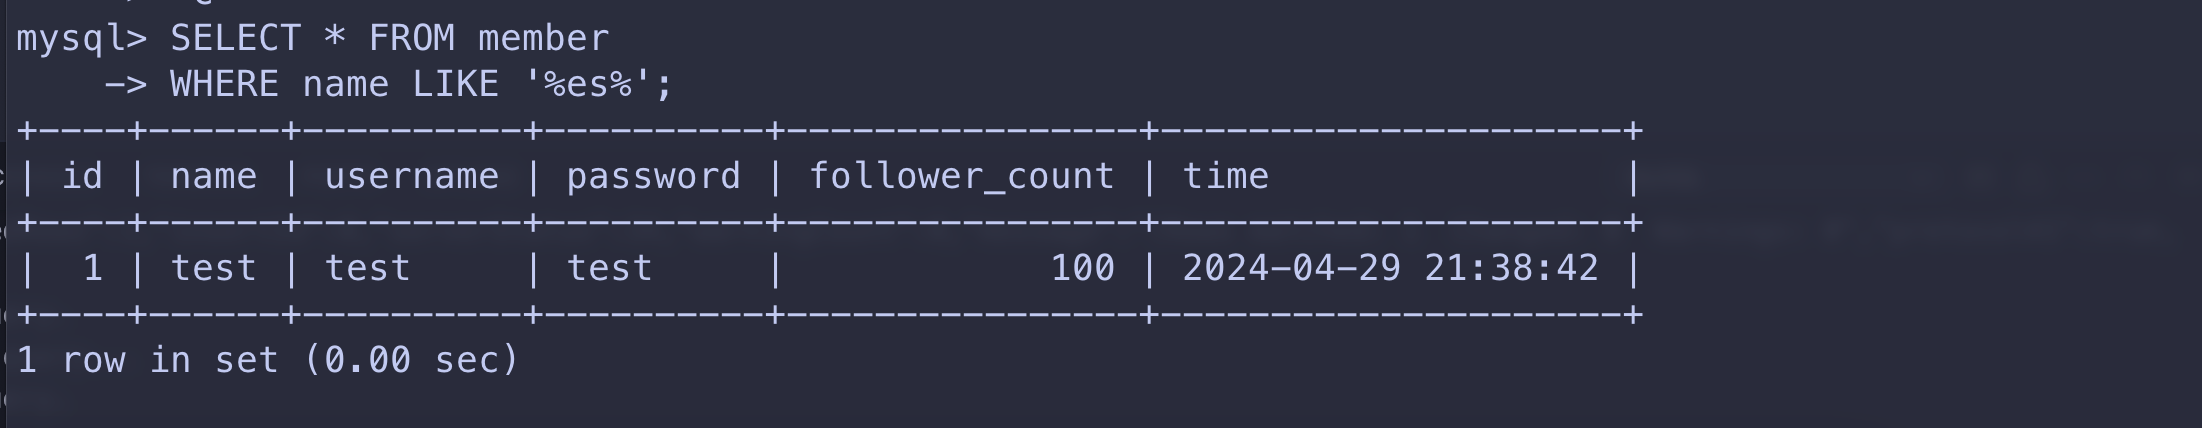 mysql> SELECT * FROM member
    -> WHERE name LIKE '%es%';
+----+------+----------+----------+----------------+---------------------+
| id | name | username | password | follower_count | time                |
+----+------+----------+----------+----------------+---------------------+
|  1 | test | test     | test     |            100 | 2024-04-29 21:38:42 |
+----+------+----------+----------+----------------+---------------------+
1 row in set (0.00 sec)